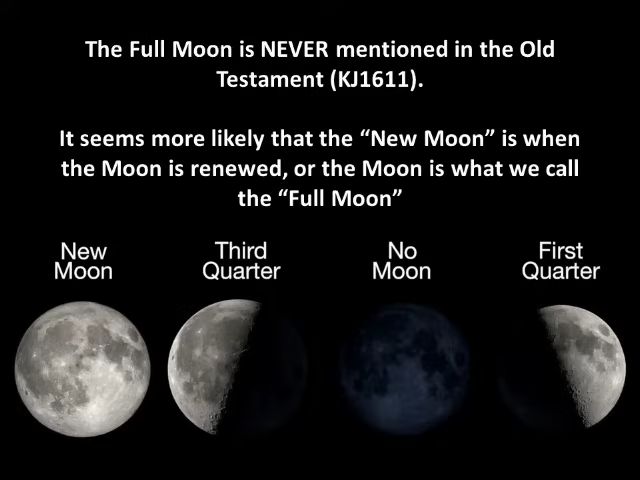 The Full Moon is NEVER mentioned in the Old
Testament (KJ1611).
It seems more likely that the “New Moon” is when
the Moon is renewed, or the Moon is what we call
the “Full Moon”
New
Moon
Third
Quarter
No
Moon
First
Quarter